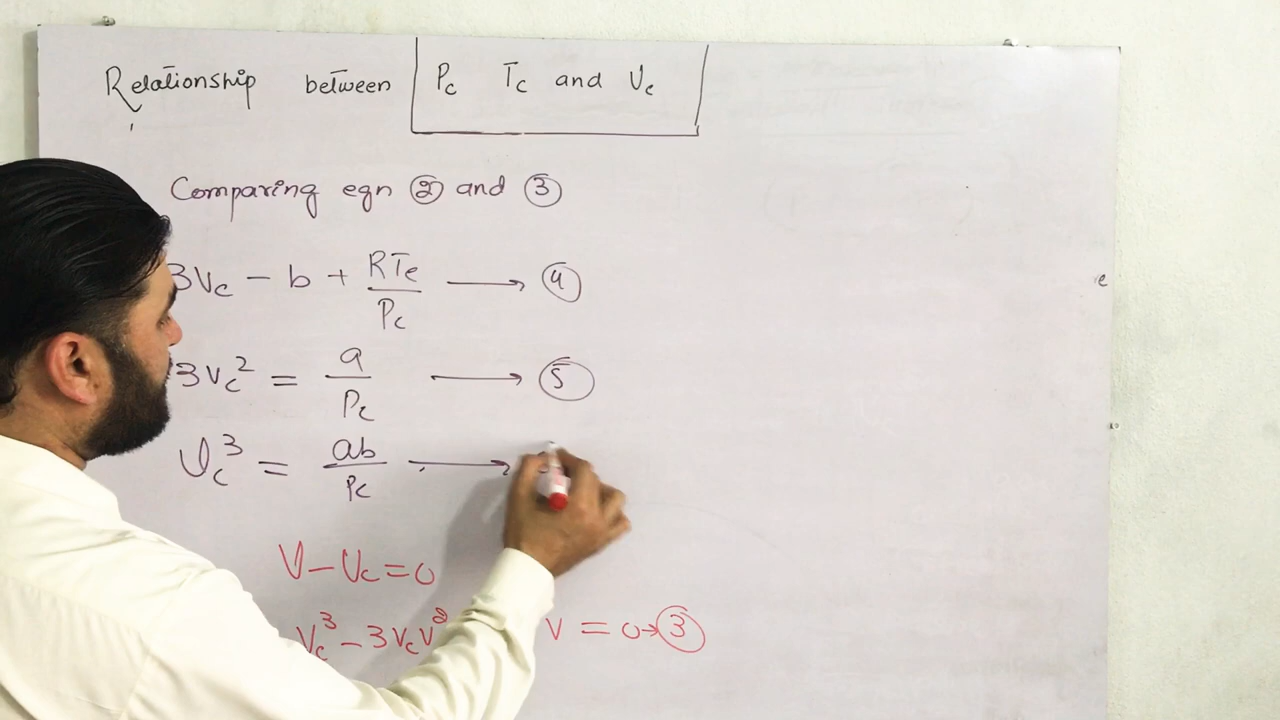 Relationship between Pc Tc and Vc
Comparing eqn ② and ③
3Vc - b + RTc/Pc ⟶ ④
3Vc² = a/Pc ⟶ ⑤
Vc³ = ab/Pc ⟶
V - Vc = 0
Vc³ - 3VcV² V = 0 → ③
e